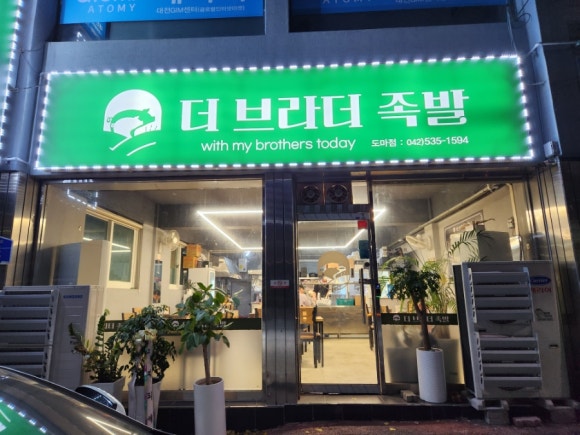 ATOMY
더 브라더 족발
with my brothers today
도마점 : 042)535-1594
더 브라더 족발